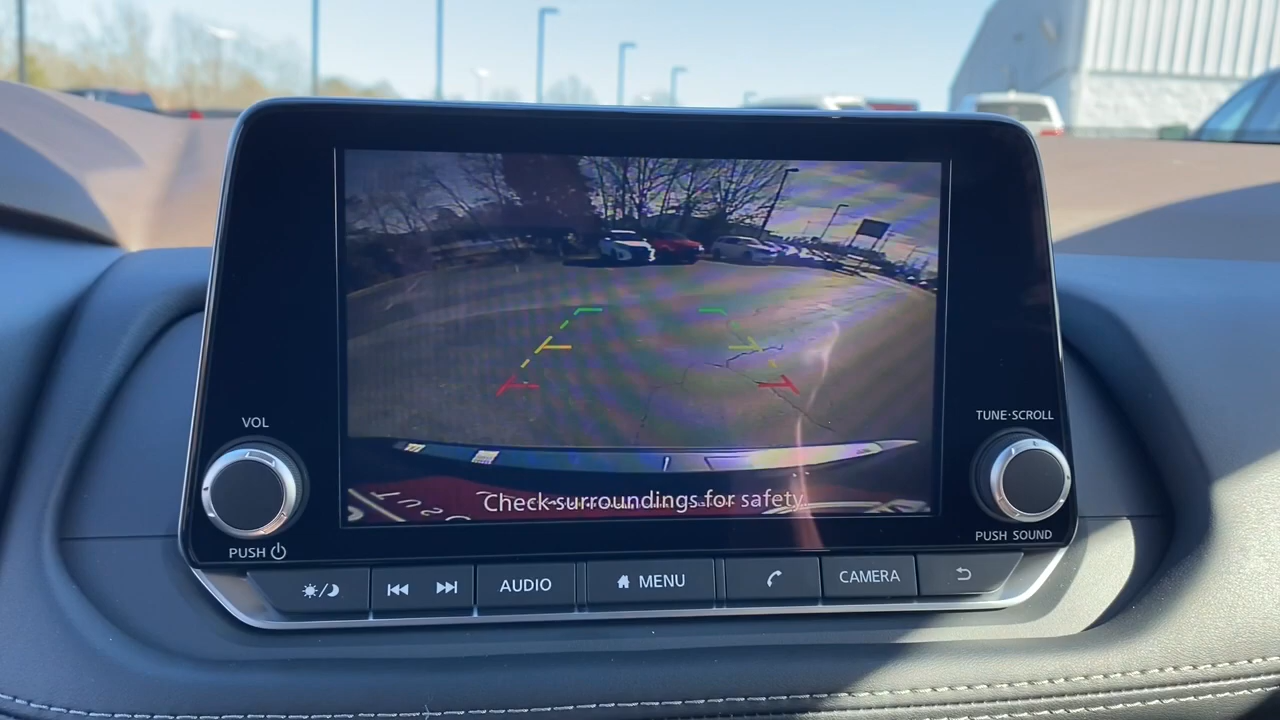 VOL
TUNE·SCROLL
Check surroundings for safety
PUSH
PUSH SOUND
AUDIO
MENU
CAMERA